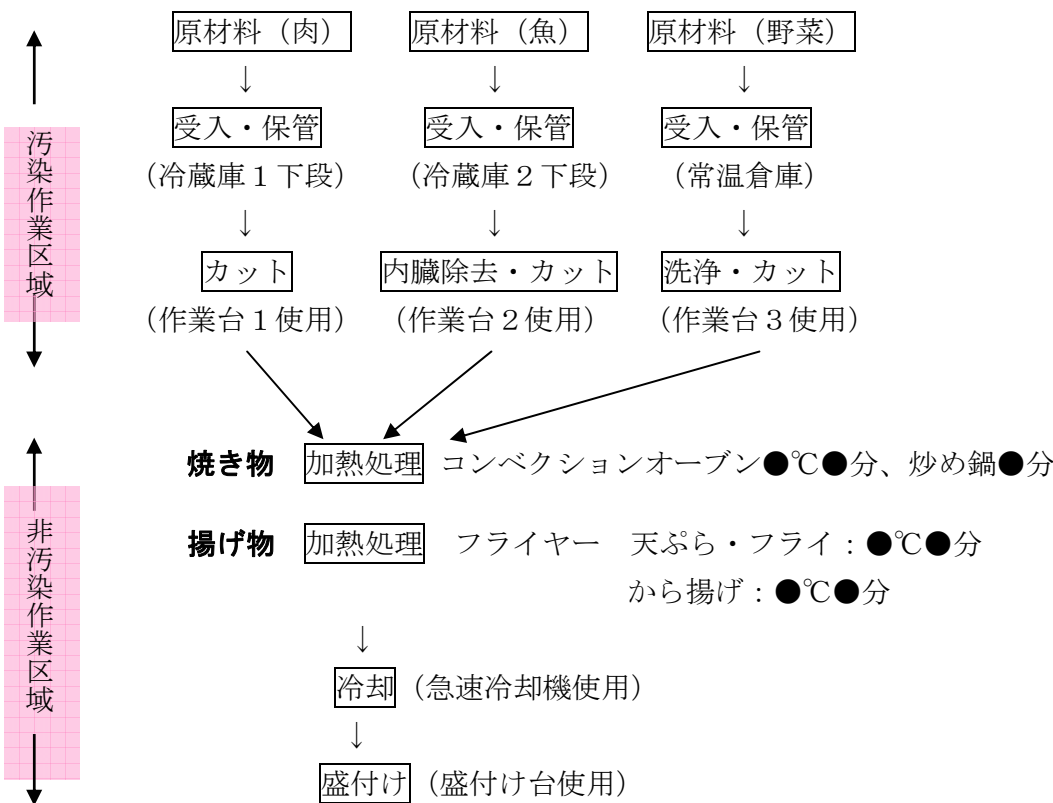 原材料（肉） 原材料（魚） 原材料（野菜）
↓ ↓ ↓
受入・保管 受入・保管 受入・保管
（冷蔵庫１下段） （冷蔵庫２下段） （常温倉庫）
↓ ↓ ↓
カット 内臓除去・カット 洗浄・カット
（作業台１使用） （作業台２使用） （作業台３使用）
汚染作業区域
焼き物 加熱処理 コンベクションオーブン●℃●分、炒め鍋●分
揚げ物 加熱処理 フライヤー 天ぷら・フライ：●℃●分
から揚げ：●℃●分
↓
冷却（急速冷却機使用）
↓
盛付け（盛付け台使用）
非汚染作業区域